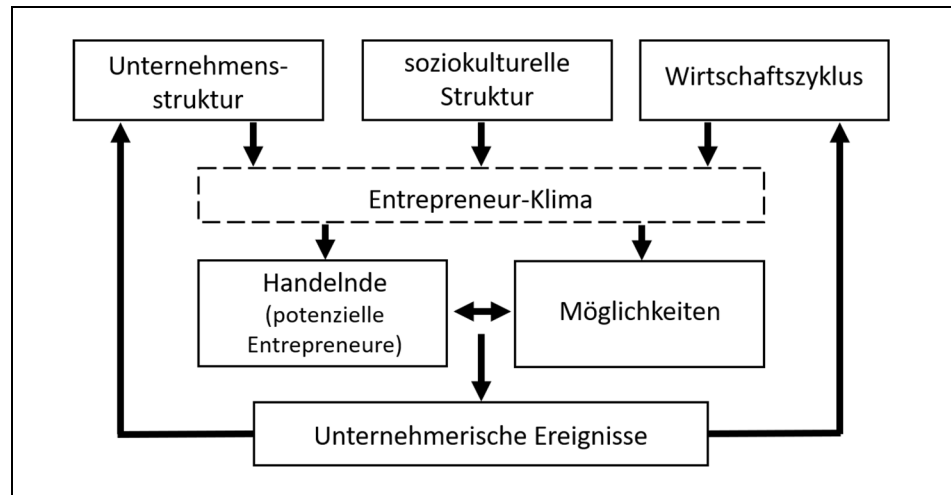 Unternehmens-
struktur
soziokulturelle
Struktur
Wirtschaftszyklus
Entrepreneur-Klima
Handelnde
(potenzielle
Entrepreneure)
Möglichkeiten
Unternehmerische Ereignisse